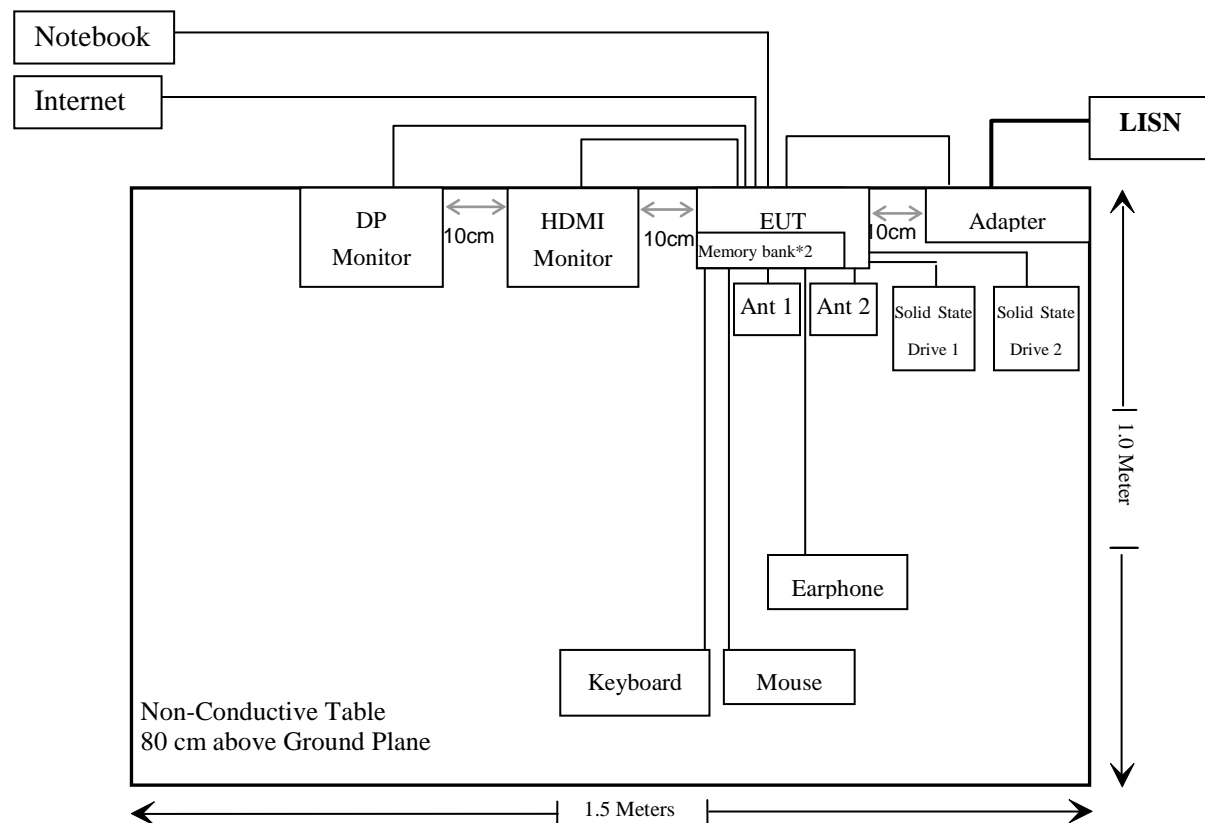 Notebook
Internet
LISN
DP
Monitor
10cm
HDMI
Monitor
10cm
EUT
Memory bank*2
10cm
Adapter
Ant 1
Ant 2
Solid State
Drive 1
Solid State
Drive 2
1.0 Meter
Earphone
Keyboard
Mouse
Non-Conductive Table
80 cm above Ground Plane
1.5 Meters